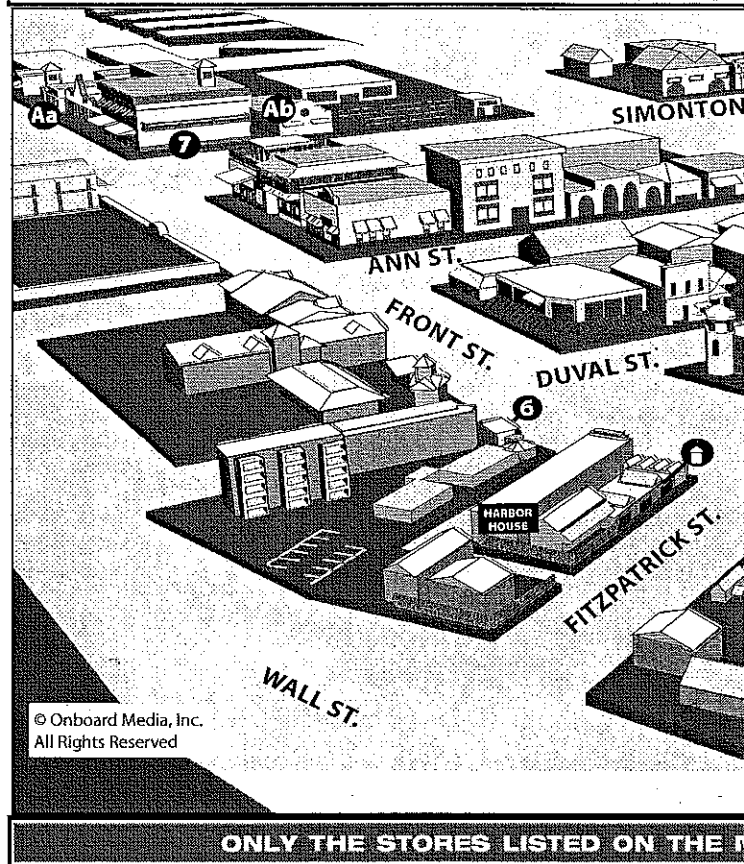 Aa
Ab
7
SIMONTON
ANN ST.
FRONT ST.
DUVAL ST.
6
HARBOR
HOUSE
FITZPATRICK ST.
WALL ST.
© Onboard Media, Inc.
All Rights Reserved
ONLY THE STORES LISTED ON THE